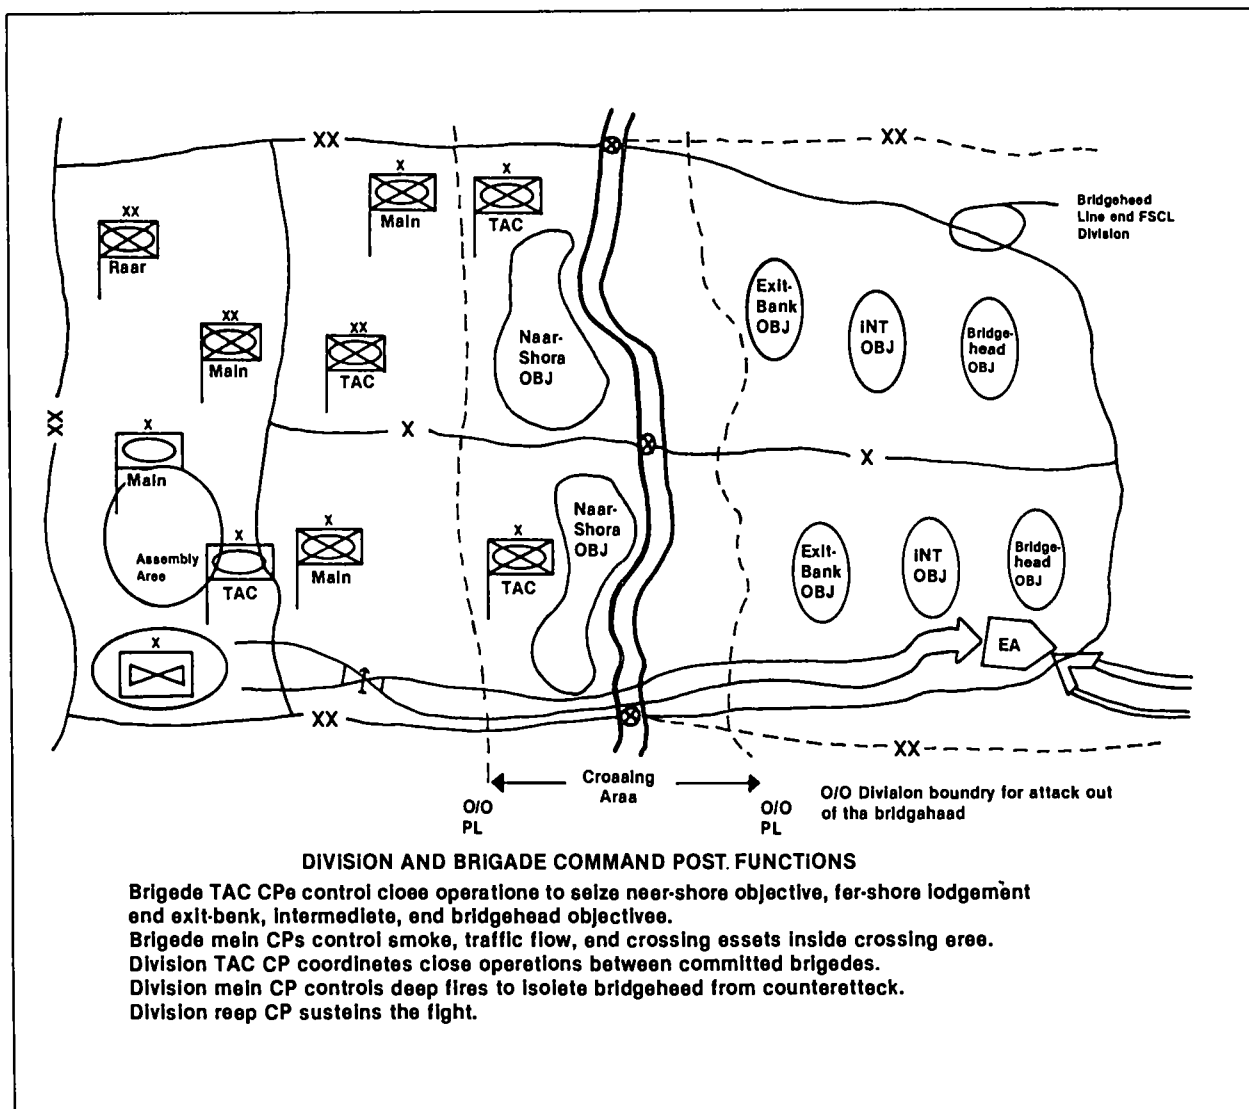 XX
XX
X
Main
X
TAC
XX
Raar
Bridgehead
Line end FSCL
Division
Exit-
Bank
OBJ
INT
OBJ
Bridge-
head
OBJ
Naar-
Shora
OBJ
XX
Main
XX
TAC
XX
X
X
X
Main
Assembly
Area
X
TAC
X
Main
X
TAC
Naar-
Shora
OBJ
Exit-
Bank
OBJ
INT
OBJ
Bridge-
head
OBJ
X
EA
XX
XX
Crossing
Araa
O/O
PL
O/O
PL
O/O Division boundry for attack out
of tha bridgahaad
DIVISION AND BRIGADE COMMAND POST. FUNCTIONS
Brigede TAC CPe control cloee operatione to seize neer-shore objective, fer-shore lodgement
end exit-benk, intermediete, end bridgehead objectivee.
Brigede mein CPs control smoke, traffic flow, end crossing essets inside crossing eree.
Division TAC CP coordinetes close operetions between committed brigedes.
Division mein CP controls deep fires to isolete bridgeheed from counteretteck.
Division reep CP susteins the fight.